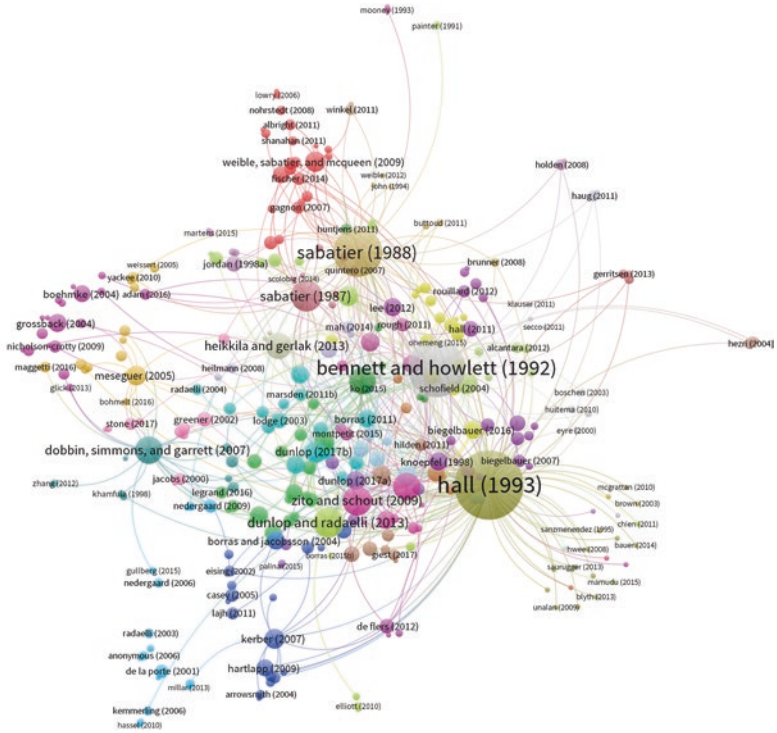 mooney (1993)
painter (1991)
lowry (2006)
nohrstedt (2008)
winkel (2011)
albright (2011)
shanahan (2011)
weible, sabatier, and mcqueen (2009)
holden (2008)
weible (2012)
fischer (2014)
john (1994)
haug (2011)
gagnon (2007)
buttoud (2011)
huntjens (2011)
martens (2015)
sabatier (1988)
weissert (2005)
jordan (1998a)
brunner (2008)
scolobig (2014)
quintero (2007)
yackee (2010)
gerritsen (2013)
rouillard (2012)
boehmke (2004)
adam (2016)
sabatier (1987)
lee (2012)
klauser (2011)
grossback (2004)
mah (2014)
rough (2011)
hall (2011)
secco (2011)
onemeng (2015)
alcantara (2012)
hezri (2004)
nicholson-crotty (2009)
heikkila and gerlak (2013)
maggetti (2016)
meseguer (2005)
heilmann (2008)
bennett and howlett (1992)
glick (2013)
radaelli (2004)
ko (2015)
schofield (2004)
boschen (2003)
bohmelt (2016)
marsden (2011b)
huitema (2010)
stone (2017)
greener (2002)
lodge (2003)
borras (2011)
biegelbauer (2016)
eyre (2000)
montpetit (2015)
hilden (2011)
dobbin, simmons, and garrett (2007)
dunlop (2017b)
knoepfel (1998)
biegelbauer (2007)
zhang (2012)
khamfula (1998)
jacobs (2000)
dunlop (2017a)
hall (1993)
mcgrattan (2010)
legrand (2016)
zito and schout (2009)
brown (2003)
nedergaard (2009)
dunlop and radaelli (2013)
sanzmenendez (1995)
chien (2011)
borras and jacobsson (2004)
hwee (2008)
bauer (2014)
gullberg (2015)
eising (2002)
borras (2015b)
giest (2017)
saurugger (2013)
nedergaard (2006)
palinai (2015)
mamudu (2015)
casey (2005)
blyth (2013)
unalan (2009)
lajh (2011)
radaelli (2003)
kerber (2007)
de flers (2012)
anonymous (2006)
de la porte (2001)
hartlapp (2009)
millar (2013)
arrowsmith (2004)
kemmerling (2006)
elliott (2010)
hassel (2010)